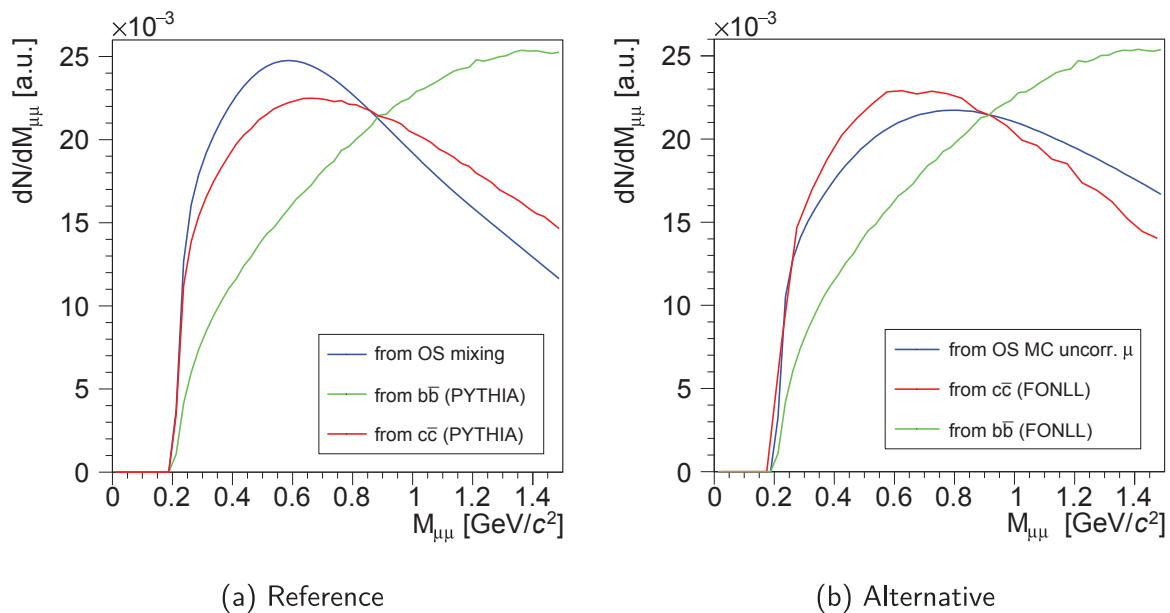 ×10⁻³
dN/dMμμ [a.u.]
25
20
15
10
5
0
from OS mixing
from bb̅ (PYTHIA)
from cc̅ (PYTHIA)
0 0.2 0.4 0.6 0.8 1 1.2 1.4
Mμμ [GeV/c²]
(a) Reference
×10⁻³
dN/dMμμ [a.u.]
25
20
15
10
5
0
from OS MC uncorr. μ
from cc̅ (FONLL)
from bb̅ (FONLL)
0 0.2 0.4 0.6 0.8 1 1.2 1.4
Mμμ [GeV/c²]
(b) Alternative